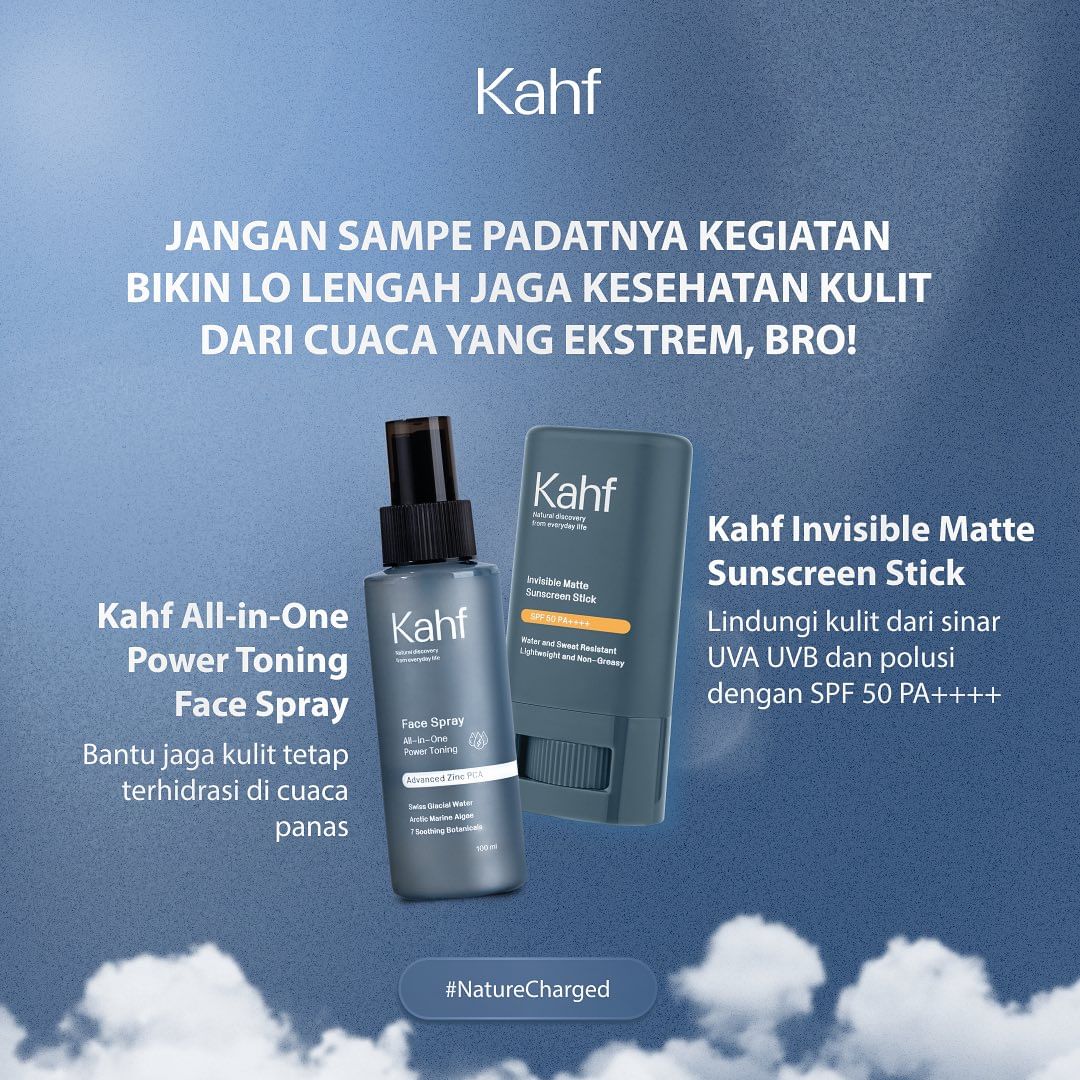 Kahf
JANGAN SAMPE PADATNYA KEGIATAN
BIKIN LO LENGAH JAGA KESEHATAN KULIT
DARI CUACA YANG EKSTREM, BRO!
Kahf All-in-One
Power Toning
Face Spray
Bantu jaga kulit tetap
terhidrasi di cuaca
panas
Kahf
Natural discovery
from everyday life
Face Spray
All-in-One
Power Toning
Advanced Zinc PCA
Swiss Glacial Water
Arctic Marine Algae
7 Soothing Botanicals
100 ml
Kahf
Natural discovery
from everyday life
Invisible Matte
Sunscreen Stick
SPF 50 PA++++
Water and Sweat Resistant
Lightweight and Non-Greasy
Kahf Invisible Matte
Sunscreen Stick
Lindungi kulit dari sinar
UVA UVB dan polusi
dengan SPF 50 PA++++
#NatureCharged